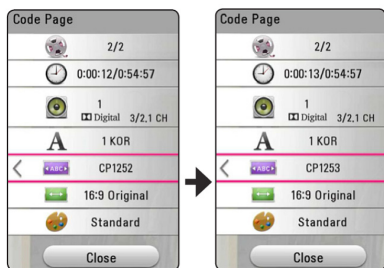 Code Page
2/2
0:00:12/0:54:57
1
Digital 3/2.1 CH
A 1 KOR
ABC CP1252
16:9 Original
Standard
Close
Code Page
2/2
0:00:13/0:54:57
1
Digital 3/2.1 CH
A 1 KOR
ABC CP1253
16:9 Original
Standard
Close